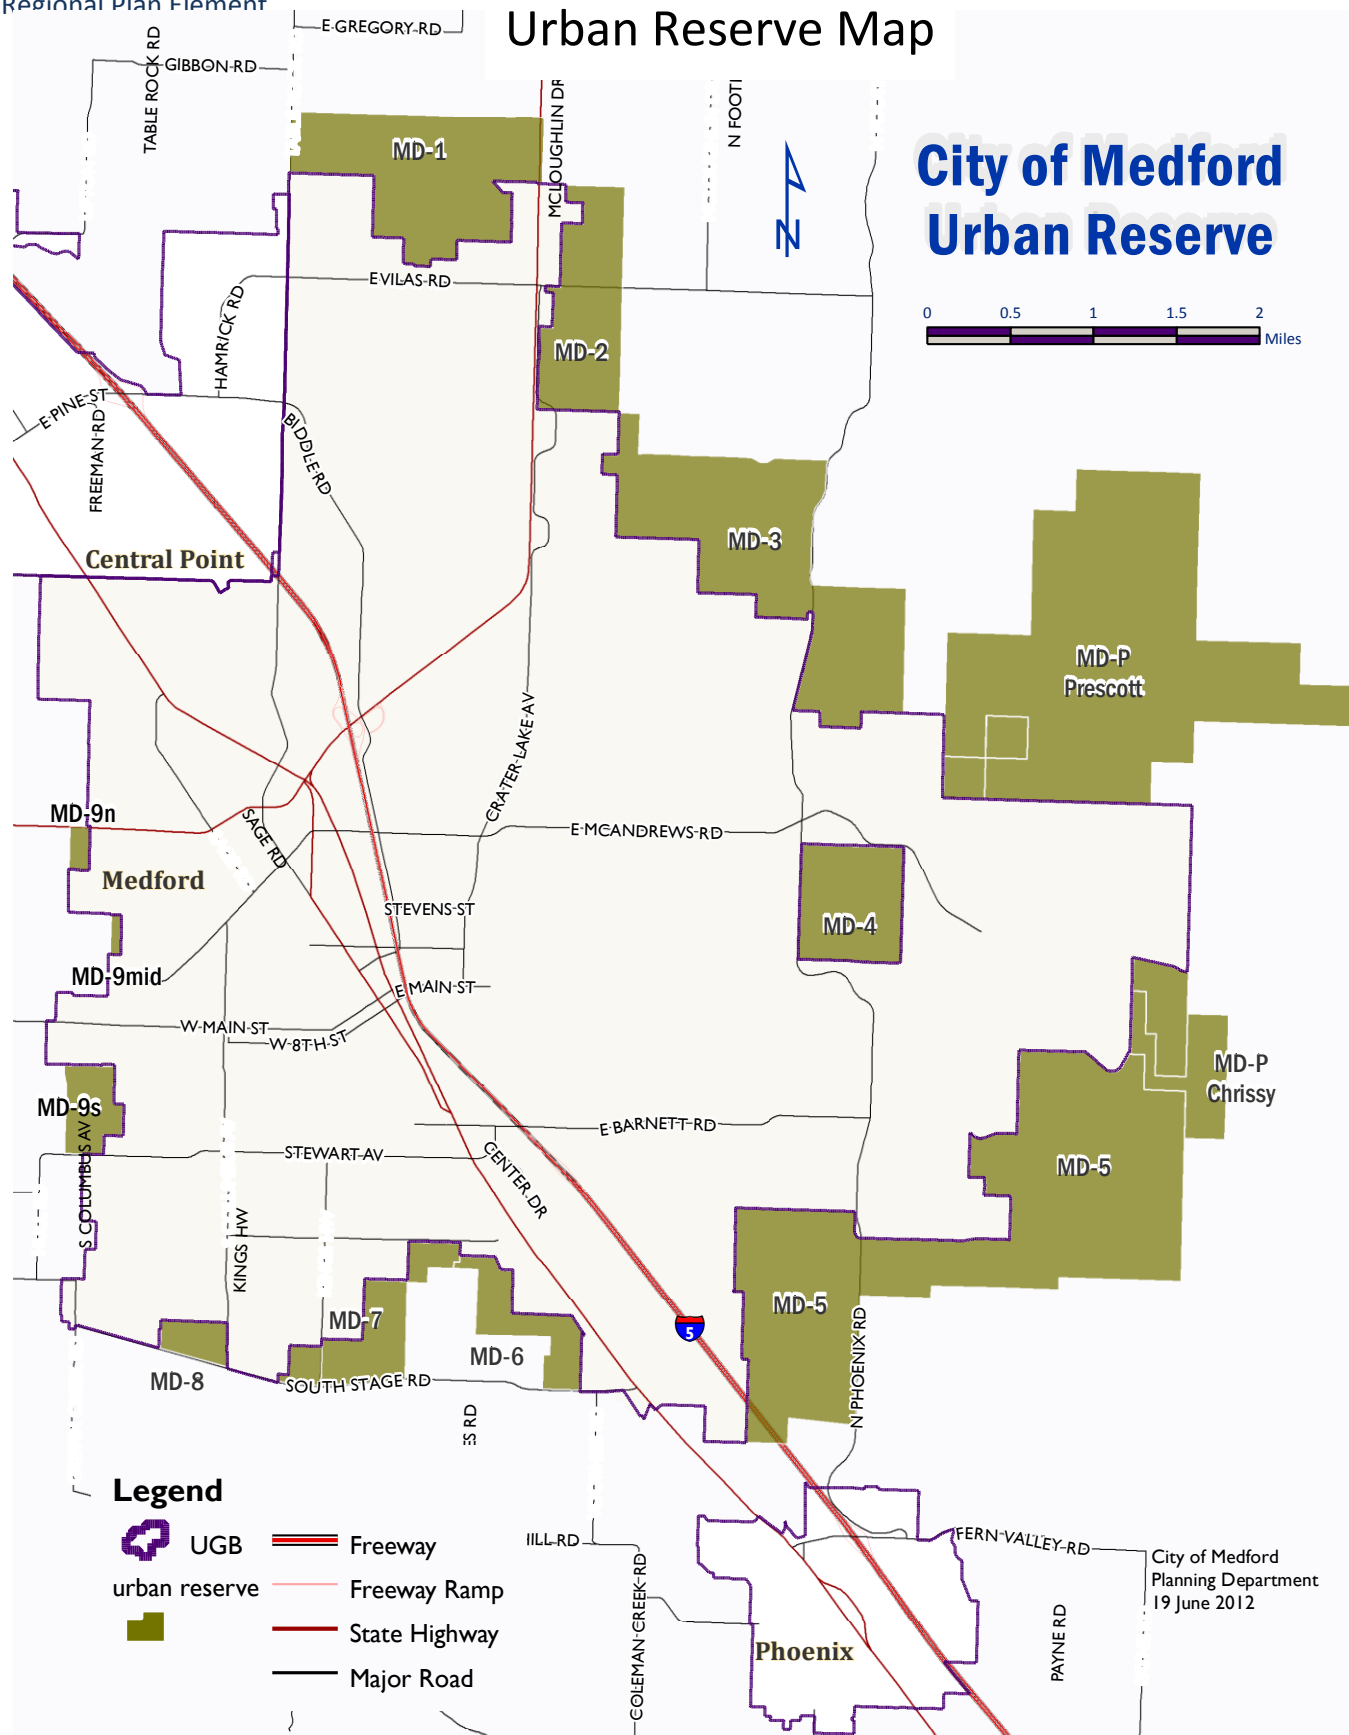 Regional Plan Element
Urban Reserve Map
E GREGORY RD
GIBBON RD
TABLE ROCK RD
MCLOUGHLIN DR
N FOOT
MD-1
City of Medford
Urban Reserve
N
E VILAS RD
HAMRICK RD
0 0.5 1 1.5 2
Miles
MD-2
E PINE ST
FREEMAN RD
BIDDLE RD
MD-3
Central Point
MD-P
Prescott
CRATER LAKE AV
MD-9n
SAGE RD
E MCANDREWS RD
Medford
STEVENS ST
MD-4
MD-9mid
E MAIN ST
W MAIN ST
W 8TH ST
MD-P
Chrissy
MD-9s
E BARNETT RD
STEWART AV
CENTER DR
MD-5
S COLUMBUS AV
KINGS HW
MD-5
MD-7
5
MD-6
N PHOENIX RD
MD-8
SOUTH STAGE RD
ES RD
Legend
UGB
urban reserve
Freeway
Freeway Ramp
State Highway
Major Road
FERN VALLEY RD
COLEMAN CREEK RD
City of Medford
Planning Department
19 June 2012
PAYNE RD
Phoenix